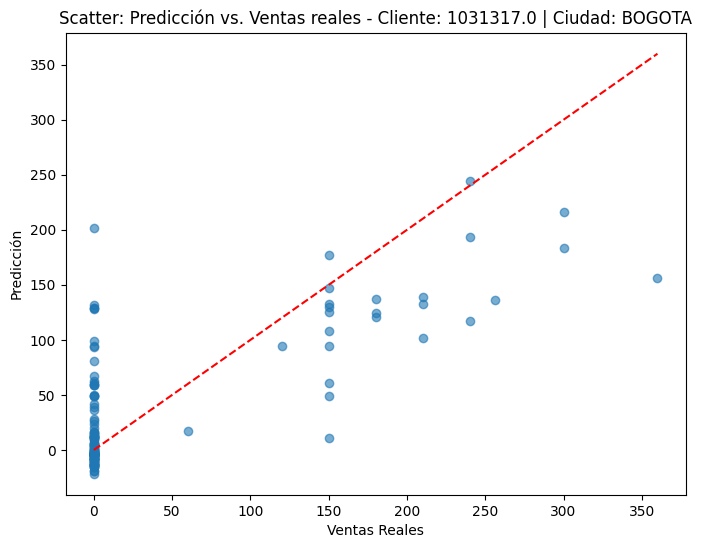 Scatter: Predicción vs. Ventas reales - Cliente: 1031317.0 | Ciudad: BOGOTA
350
300
250
200
150
100
50
0
Predicción
0 50 100 150 200 250 300 350
Ventas Reales